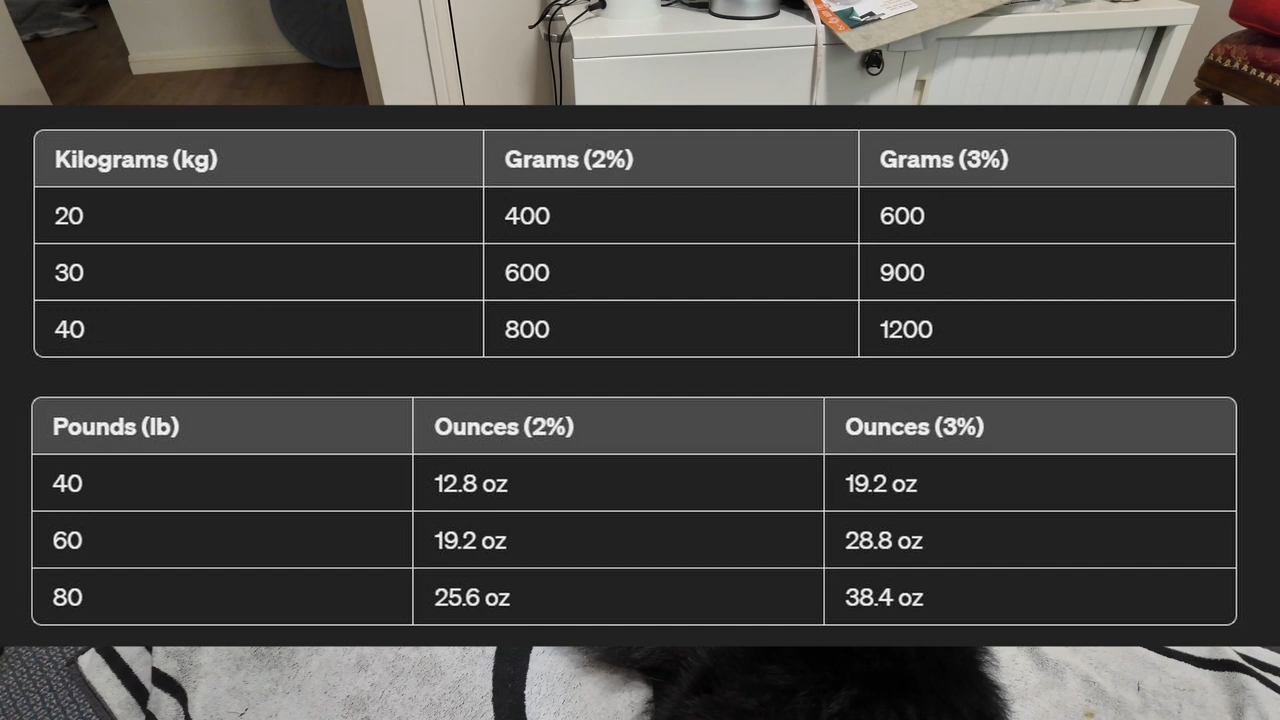 Kilograms (kg) Grams (2%) Grams (3%)
20 400 600
30 600 900
40 800 1200
Pounds (lb) Ounces (2%) Ounces (3%)
40 12.8 oz 19.2 oz
60 19.2 oz 28.8 oz
80 25.6 oz 38.4 oz